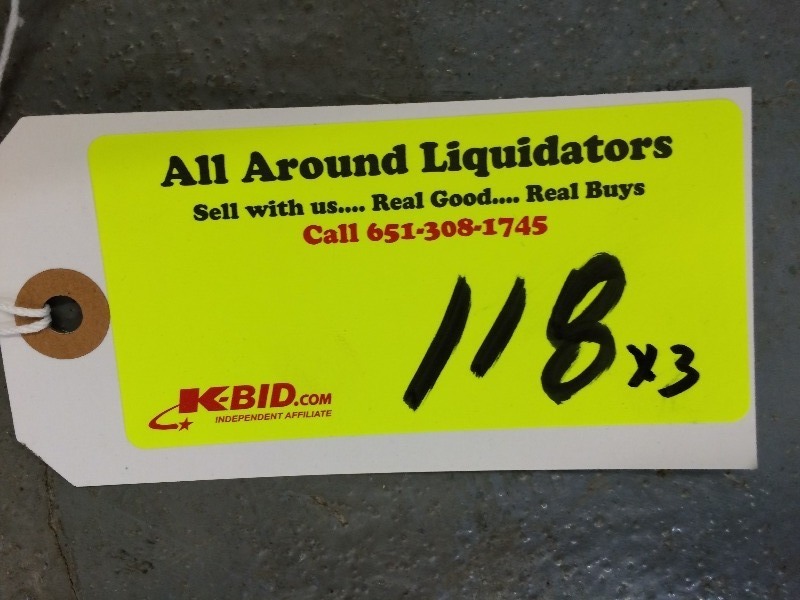 All Around Liquidators
Sell with us.... Real Good.... Real Buys
Call 651-308-1745
118 x3
K-BID.COM
INDEPENDENT AFFILIATE